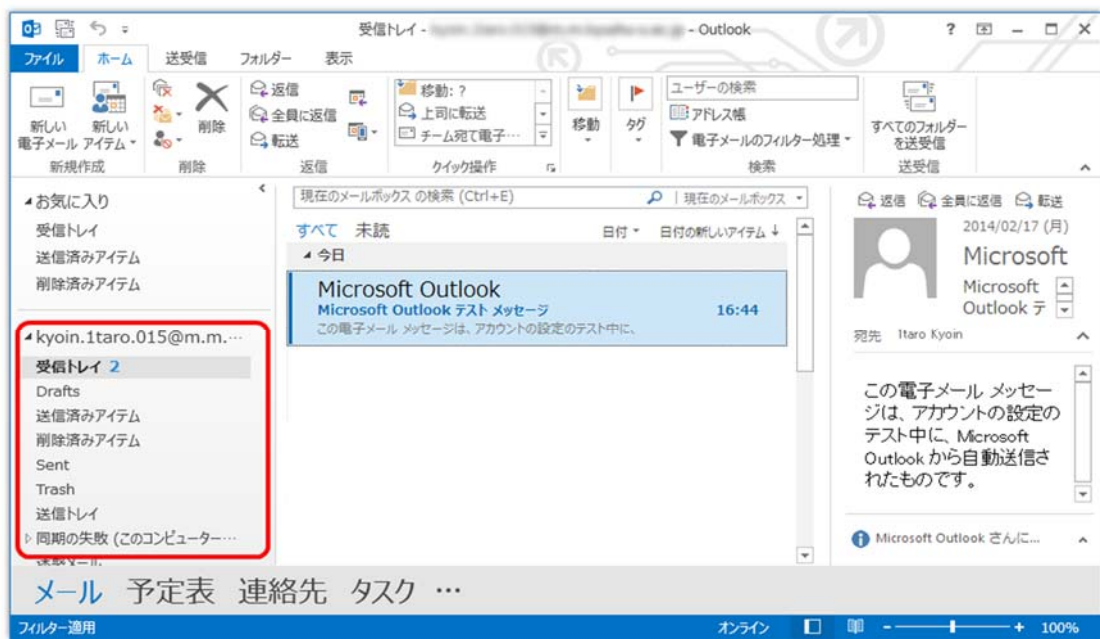 受信トレイ - - Outlook
ファイル ホーム 送受信 フォルダー 表示
新しい 電子メール
新しい アイテム
削除
返信
全員に返信
転送
移動: ?
上司に転送
チーム宛て電子…
移動
タグ
ユーザーの検索
アドレス帳
電子メールのフィルター処理
すべてのフォルダー
を送受信
新規作成 削除 返信 クイック操作 検索 送受信
お気に入り
受信トレイ
送信済みアイテム
削除済みアイテム
kyoin.1taro.015@m.m.…
受信トレイ 2
Drafts
送信済みアイテム
削除済みアイテム
Sent
Trash
送信トレイ
同期の失敗 (このコンピューター…
現在のメールボックス の検索 (Ctrl+E) 現在のメールボックス
すべて 未読 日付 日付の新しいアイテム ↓
今日
Microsoft Outlook
Microsoft Outlook テスト メッセージ 16:44
この電子メール メッセージは、アカウントの設定のテスト中に、
返信 全員に返信 転送
2014/02/17 (月)
Microsoft
Microsoft
Outlook テ
宛先 1taro Kyoin
この電子メール メッセー
ジは、アカウントの設定の
テスト中に、Microsoft
Outlook から自動送信さ
れたものです。
Microsoft Outlook さんに...
メール 予定表 連絡先 タスク …
フィルター適用 オンライン 100%